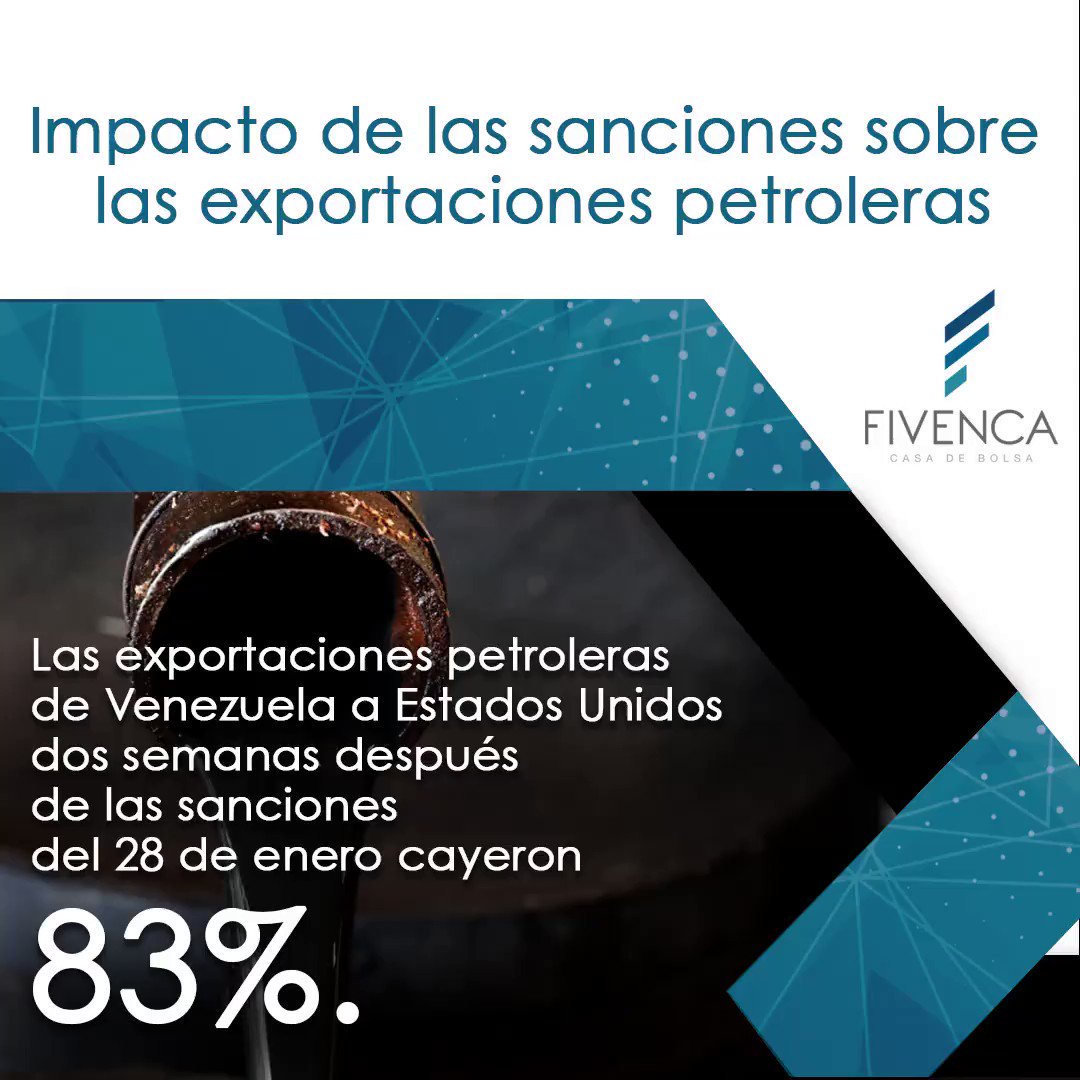 Impacto de las sanciones sobre
las exportaciones petroleras
FIVENCA
CASA DE BOLSA
Las exportaciones petroleras
de Venezuela a Estados Unidos
dos semanas después
de las sanciones
del 28 de enero cayeron
83%.